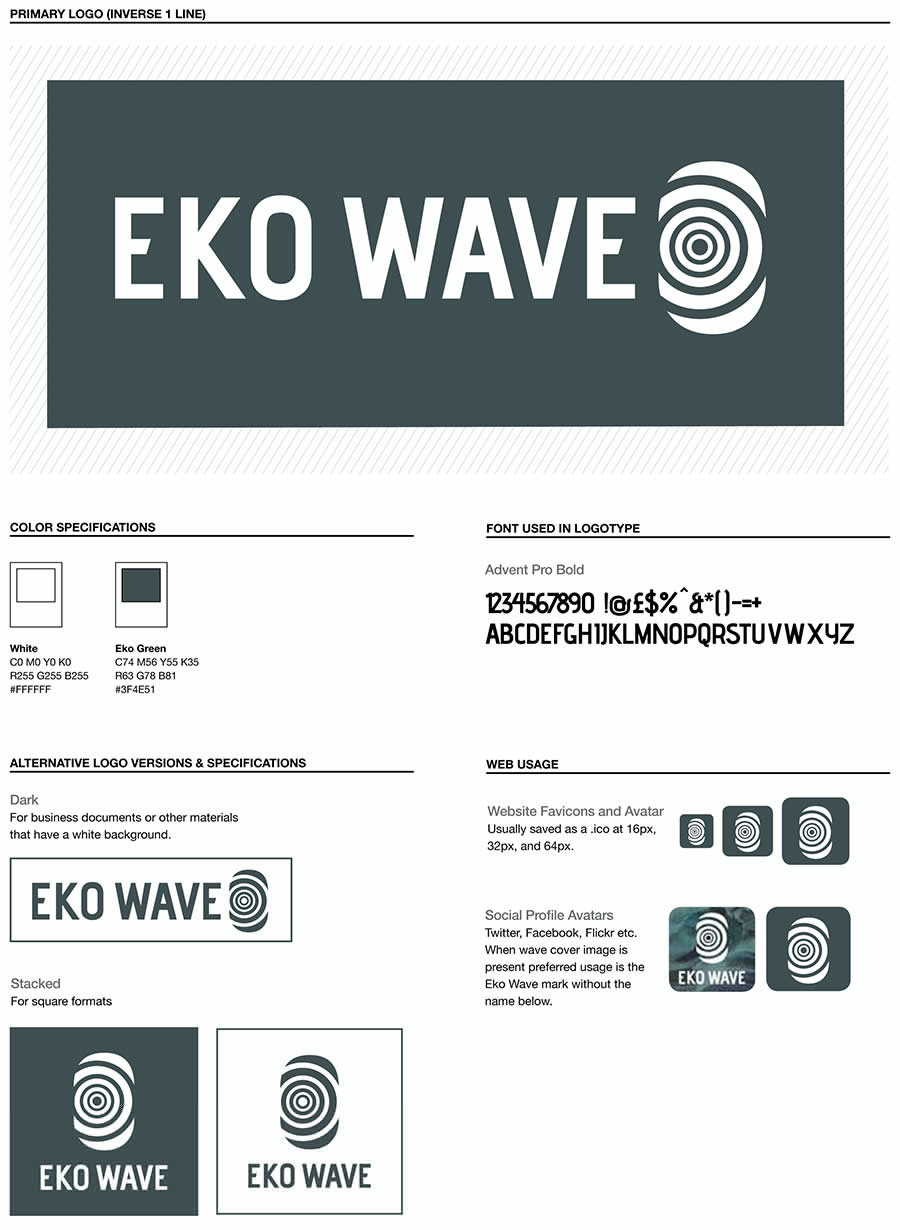 PRIMARY LOGO (INVERSE 1 LINE)
EKO WAVE
COLOR SPECIFICATIONS
White
C0 M0 Y0 K0
R255 G255 B255
#FFFFFF
Eko Green
C74 M56 Y55 K35
R63 G78 B81
#3F4E51
FONT USED IN LOGOTYPE
Advent Pro Bold
1234567890 !@£$%^&*()-=+
ABCDEFGHIJKLMNOPQRSTUVWXYZ
ALTERNATIVE LOGO VERSIONS & SPECIFICATIONS
Dark
For business documents or other materials
that have a white background.
EKO WAVE
Stacked
For square formats
EKO WAVE
EKO WAVE
WEB USAGE
Website Favicons and Avatar
Usually saved as a .ico at 16px,
32px, and 64px.
Social Profile Avatars
Twitter, Facebook, Flickr etc.
When wave cover image is
present preferred usage is the
Eko Wave mark without the
name below.
EKO WAVE